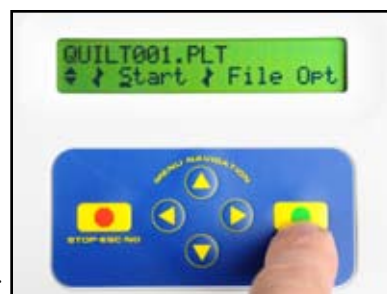 QUILT001.PLT
Start File Opt
MENU NAVIGATION
STOP-ESC-NO